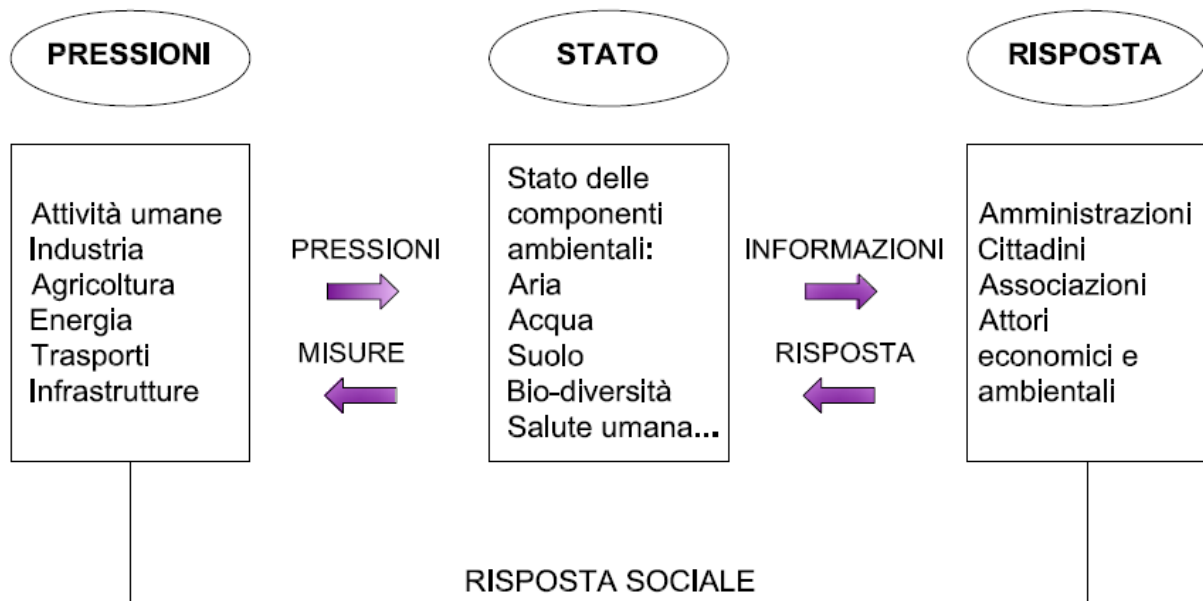 PRESSIONI
STATO
RISPOSTA
Attività umane
Industria
Agricoltura
Energia
Trasporti
Infrastrutture
PRESSIONI
MISURE
Stato delle
componenti
ambientali:
Aria
Acqua
Suolo
Bio-diversità
Salute umana...
INFORMAZIONI
RISPOSTA
Amministrazioni
Cittadini
Associazioni
Attori
economici e
ambientali
RISPOSTA SOCIALE